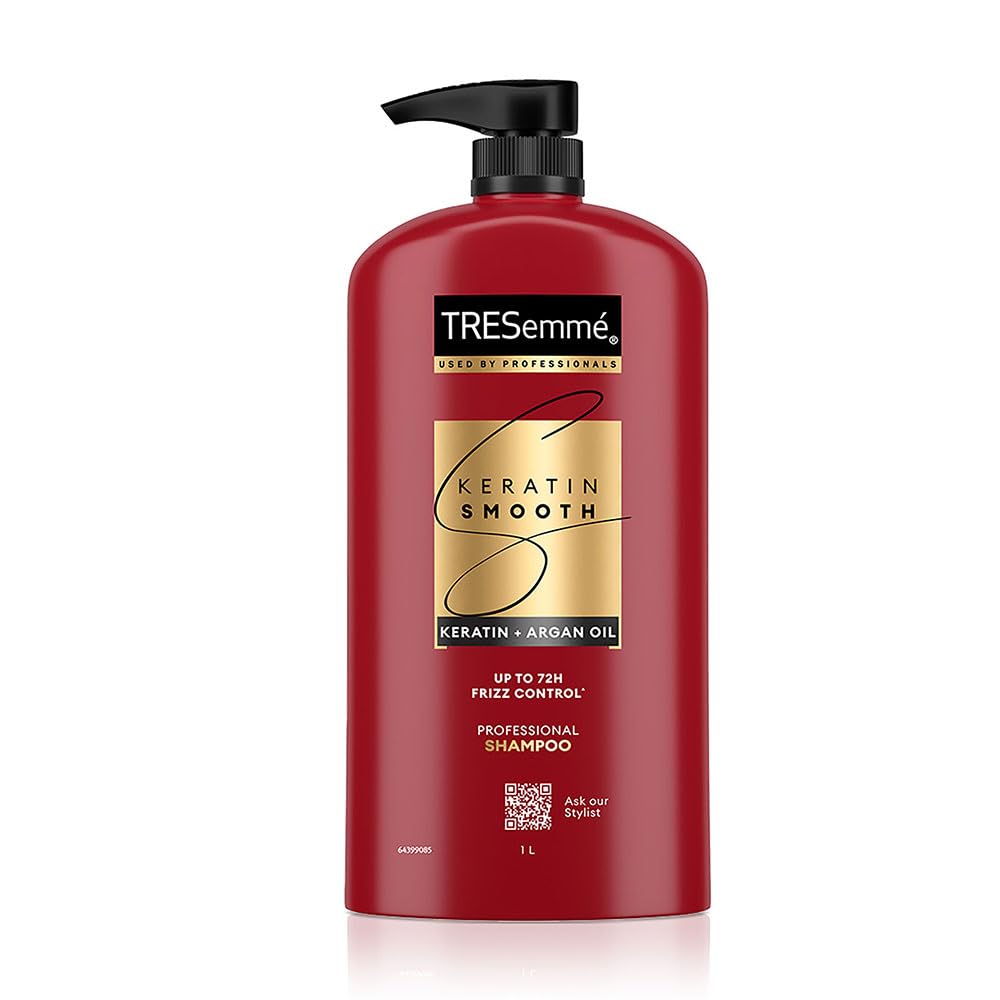 TRESemmé®
USED BY PROFESSIONALS
KERATIN
SMOOTH
KERATIN + ARGAN OIL
UP TO 72H
FRIZZ CONTROL^
PROFESSIONAL
SHAMPOO
Ask our
Stylist
64399085
1 L